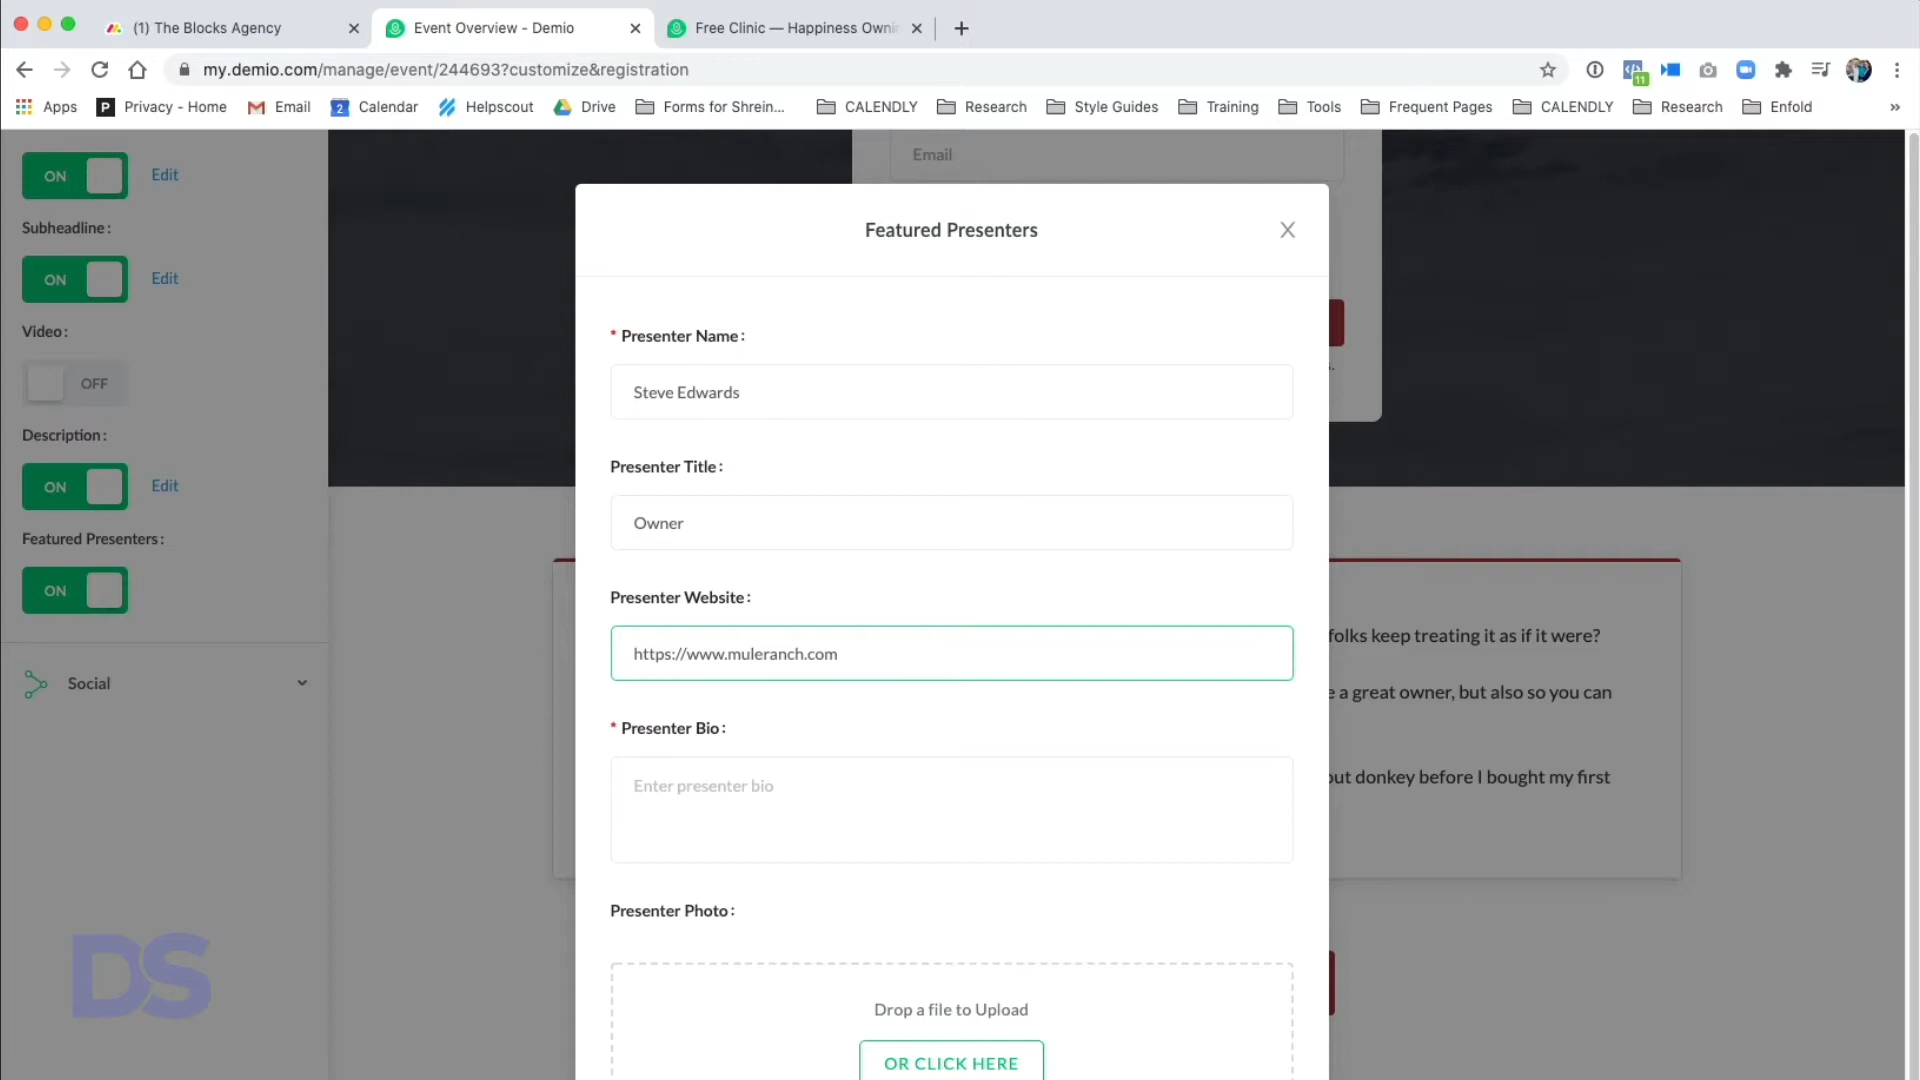 (1) The Blocks Agency
Event Overview - Demio
Free Clinic — Happiness Ownin
my.demio.com/manage/event/244693?customize&registration
11
Apps
P Privacy - Home
Email
2 Calendar
Helpscout
Drive
Forms for Shrein...
CALENDLY
Research
Style Guides
Training
Tools
Frequent Pages
CALENDLY
Research
Enfold
»
ON Edit
Subheadline:
ON Edit
Video:
OFF
Description:
ON Edit
Featured Presenters:
ON
Social
DS
Email
Featured Presenters
* Presenter Name:
Steve Edwards
Presenter Title:
Owner
Presenter Website:
https://www.muleranch.com
* Presenter Bio:
Enter presenter bio
Presenter Photo:
Drop a file to Upload
OR CLICK HERE
s.
folks keep treating it as if it were?
e a great owner, but also so you can
out donkey before I bought my first